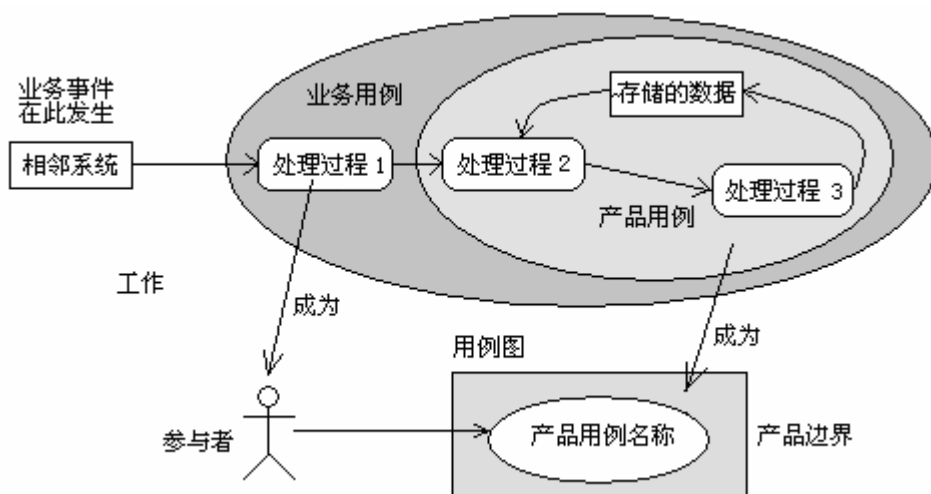 业务事件
在此发生
业务用例
存储的数据
相邻系统
处理过程 1
处理过程 2
处理过程 3
产品用例
工作
成为
成为
用例图
参与者
产品用例名称
产品边界